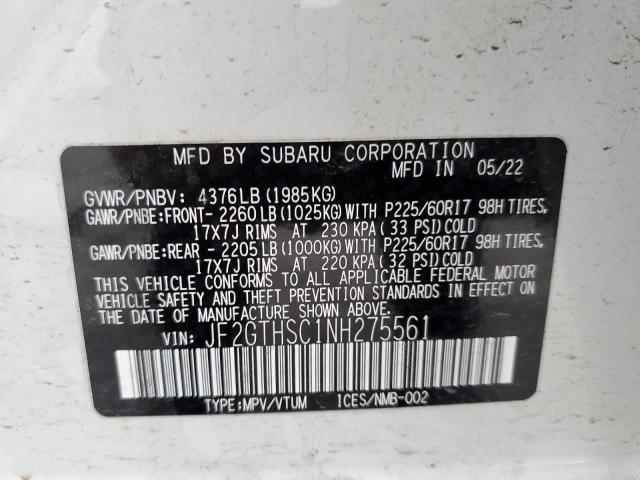 MFD BY SUBARU CORPORATION
MFD IN 05/22
GVWR/PNBV: 4376LB (1985KG)
GAWR/PNBE:FRONT- 2260LB (1025KG) WITH P225/60R17 98H TIRES,
17X7J RIMS AT 230 KPA ( 33 PSI) COLD
GAWR/PNBE:REAR - 2205LB (1000KG) WITH P225/60R17 98H TIRES,
17X7J RIMS AT 220 KPA ( 32 PSI) COLD
THIS VEHICLE CONFORMS TO ALL APPLICABLE FEDERAL MOTOR
VEHICLE SAFETY AND THEFT PREVENTION STANDARDS IN EFFECT ON
THE DATE OF MANUFACTURE SHOWN ABOVE.
VIN: JF2GTHSC1NH275561
TYPE:MPV/VTUM ICES/NMB-002